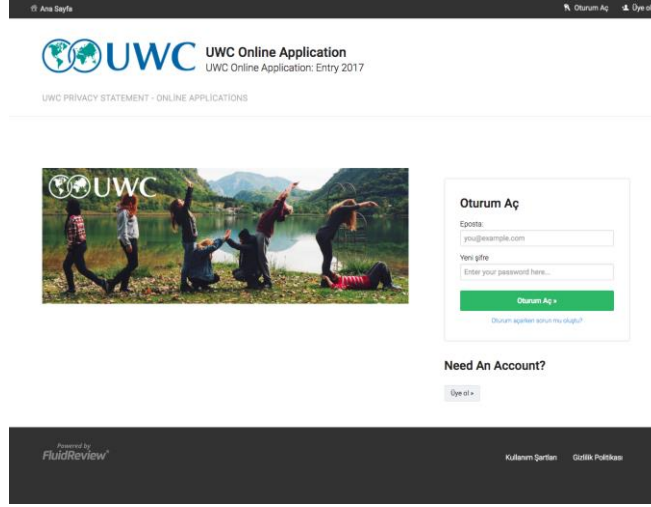 Ana Sayfa
Oturum Aç
Üye ol
UWC
UWC Online Application
UWC Online Application: Entry 2017
UWC PRIVACY STATEMENT - ONLINE APPLICATIONS
UWC
Oturum Aç
Eposta:
you@example.com
Yeni şifre
Enter your password here...
Oturum Aç »
Oturum açarken sorun mu oluştu?
Need An Account?
Üye ol »
Powered by
FluidReview
Kullanım Şartları Gizlilik Politikası